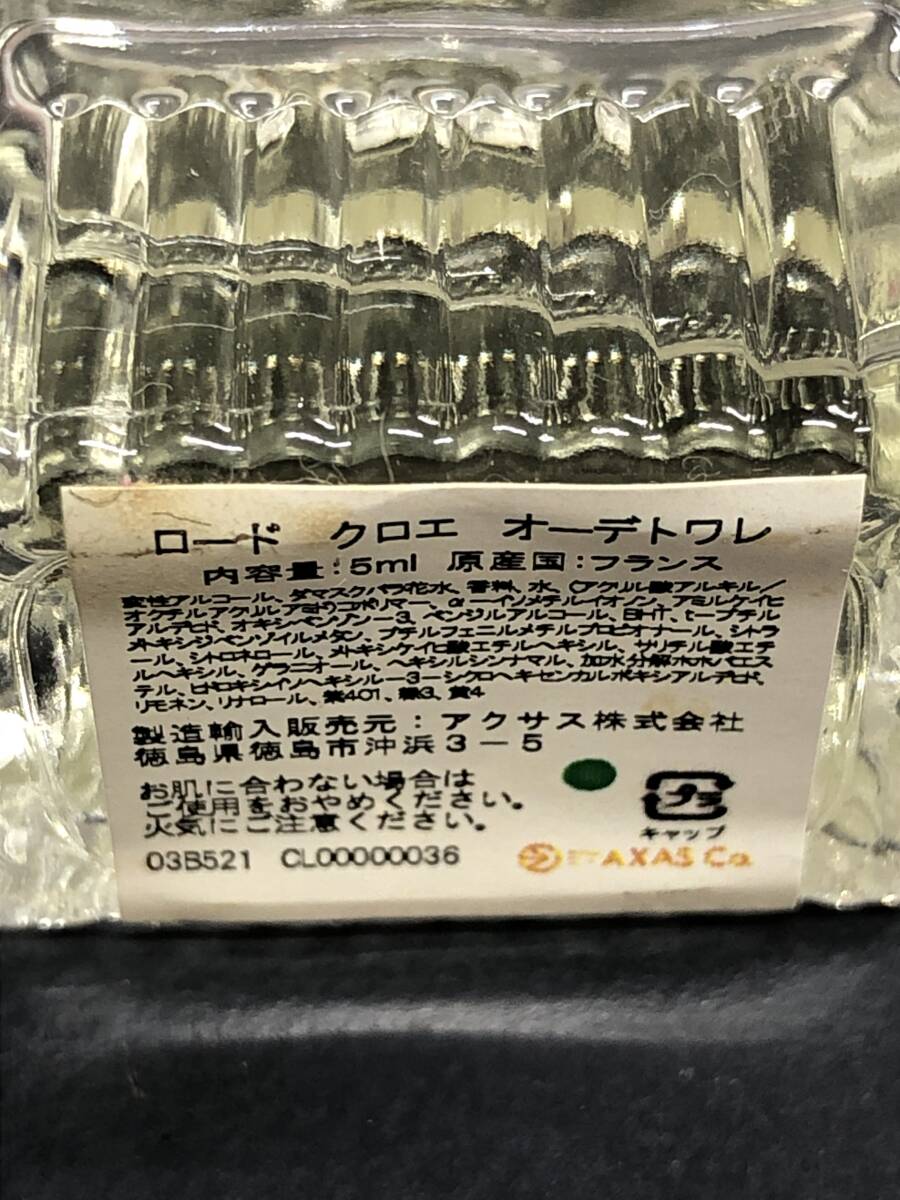 ロード クロエ オーデトワレ
内容量:5ml 原産国:フランス
変性アルコール、ダマスクバラ花水、香料、水、(アクリル酸アルキル/
オクチルアクリルアミド)コポリマー、α-イソメチルイオノン、アミルケイヒ
アルデヒド、オキシベンゾン-3、ベンジルアルコール、BHT、t-ブチル
メトキシジベンゾイルメタン、ブチルフェニルメチルプロピオナール、シトラ
ール、シトロネロール、メトキシケイヒ酸エチルヘキシル、サリチル酸エチ
ルヘキシル、ゲラニオール、ヘキシルシンナマル、加水分解ホホバエス
テル、ヒドロキシイソヘキシル-3-シクロヘキセンカルボキシアルデヒド、
リモネン、リナロール、紫401、緑3、黄4
製造輸入販売元:アクサス株式会社
徳島県徳島市沖浜3-5
お肌に合わない場合は
ご使用をおやめください。
火気にご注意ください。
プラ
キャップ
03B521 CL00000036
AXAS Co.